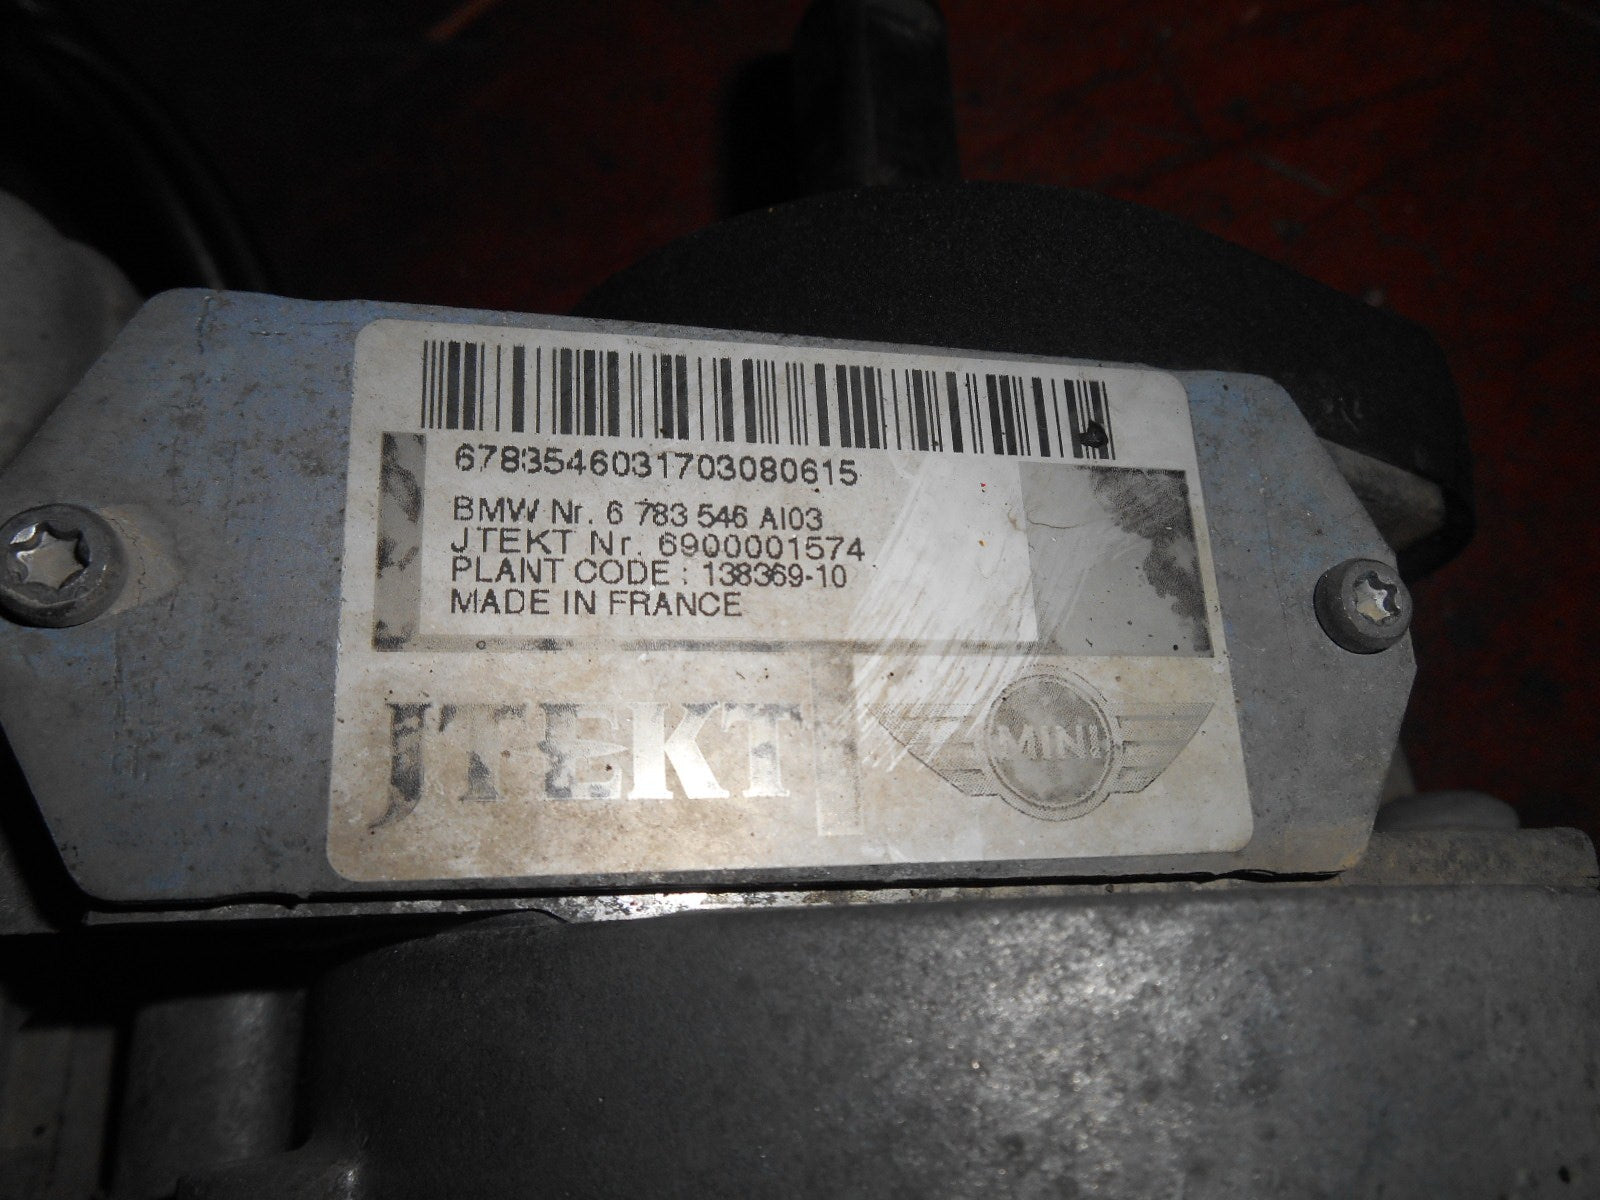 6783546031703080615
BMW Nr. 6 783 546 AI03
JTEKT Nr. 6900001574
PLANT CODE : 138369-10
MADE IN FRANCE
JTEKT
MINI